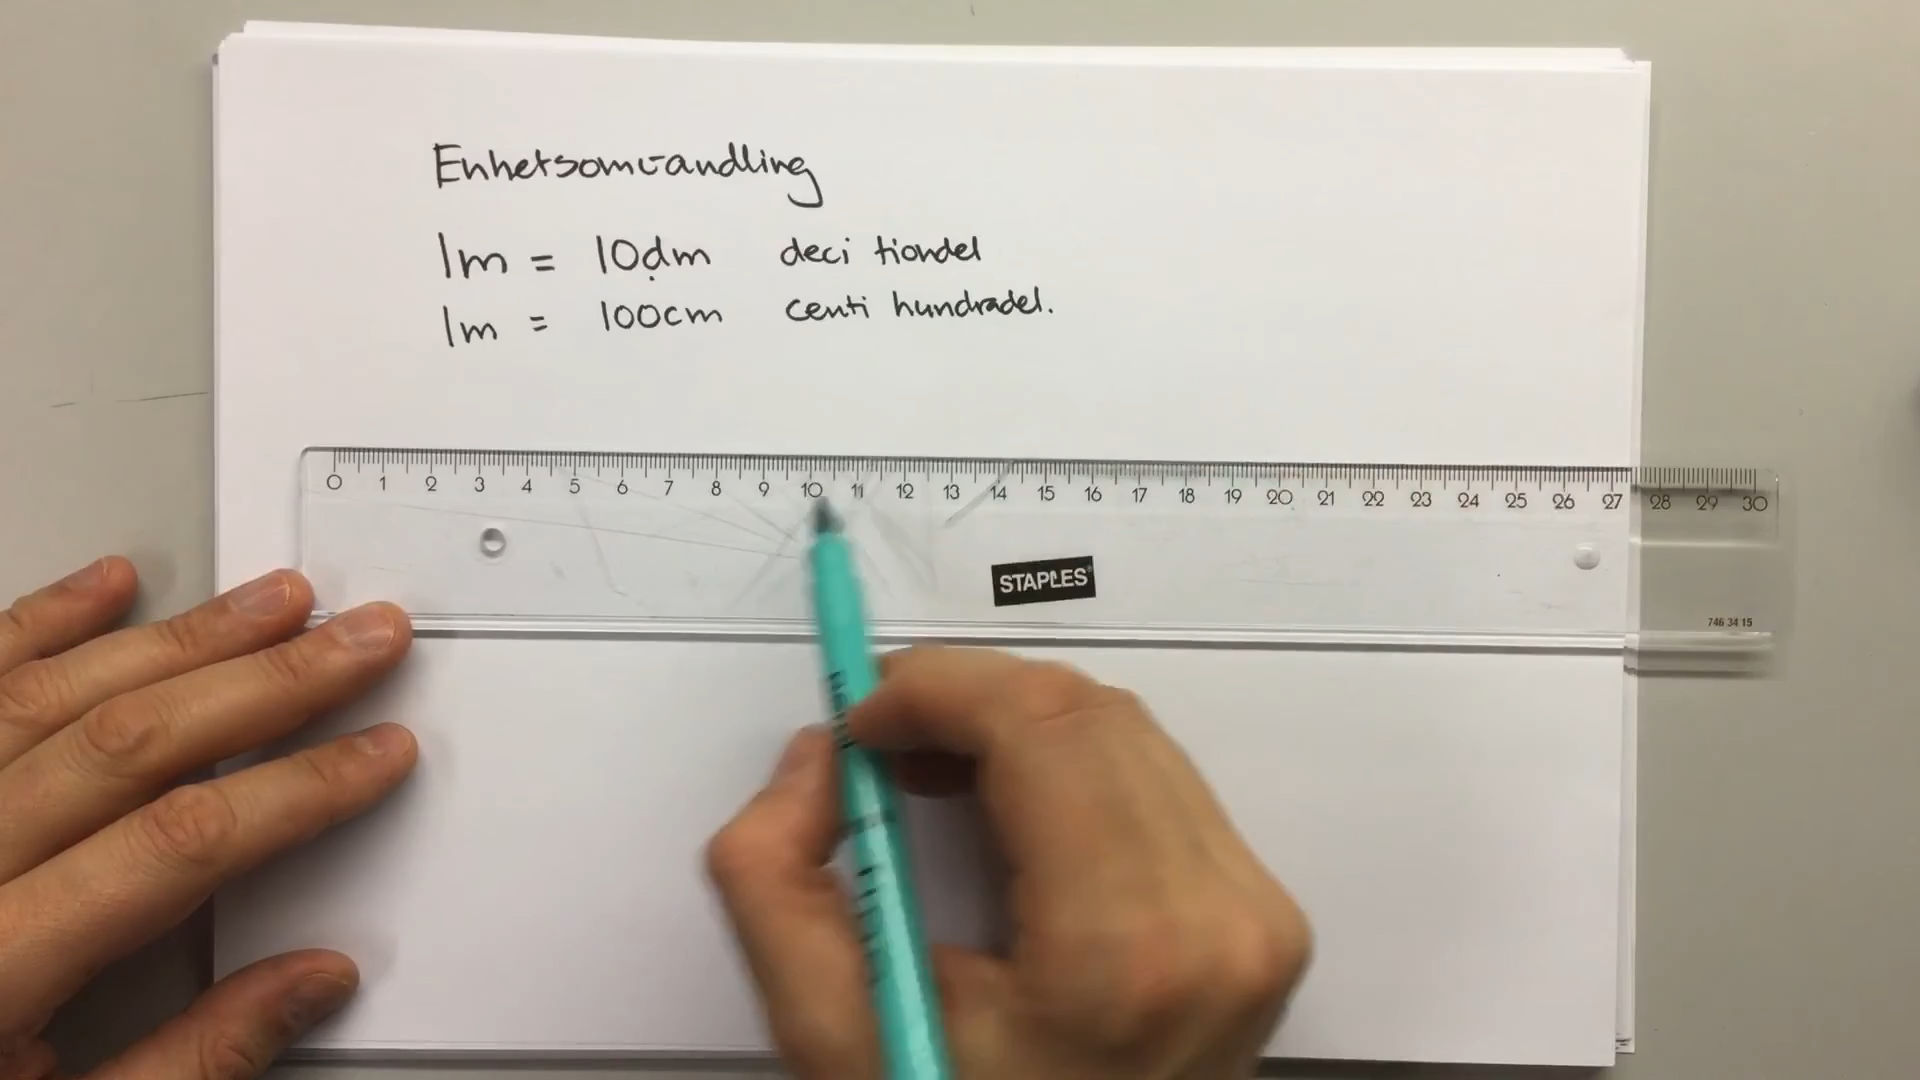 Enhetsomvandling
1m = 10dm deci tiondel
1m = 100cm centi hundradel.
0 1 2 3 4 5 6 7 8 9 10 11 12 13 14 15 16 17 18 19 20 21 22 23 24 25 26 27 28 29 30
STAPLES
746 34 15